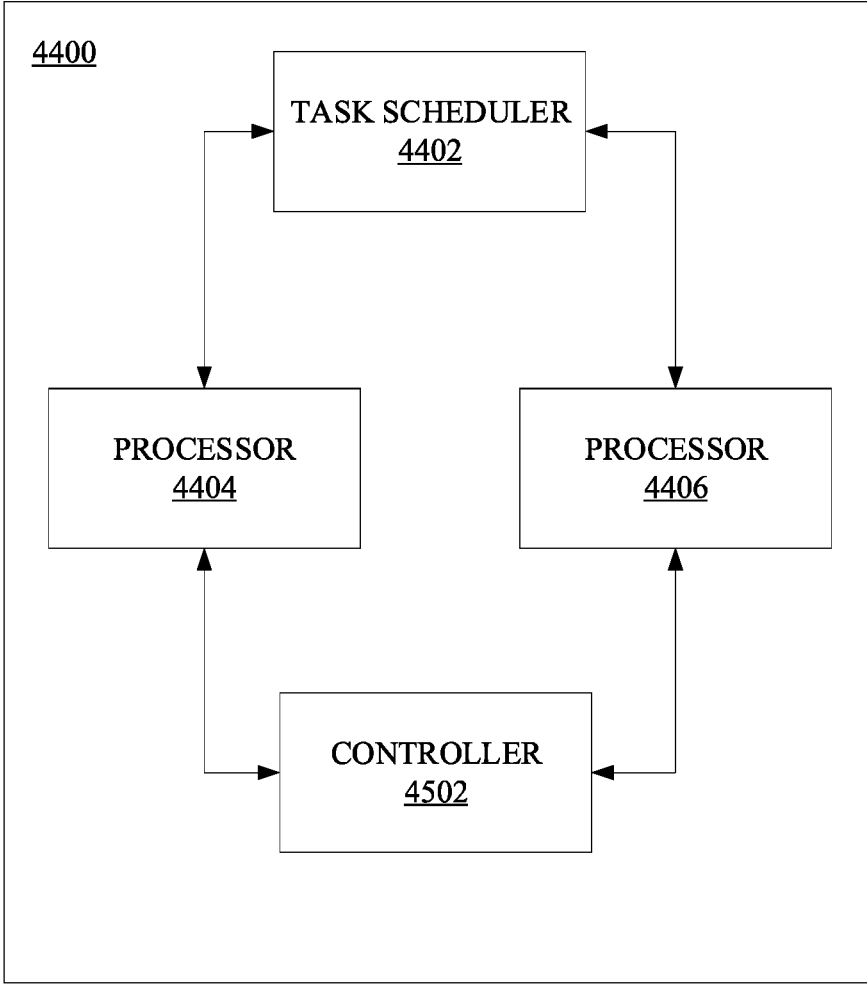 4400
TASK SCHEDULER
4402
PROCESSOR
4404
PROCESSOR
4406
CONTROLLER
4502